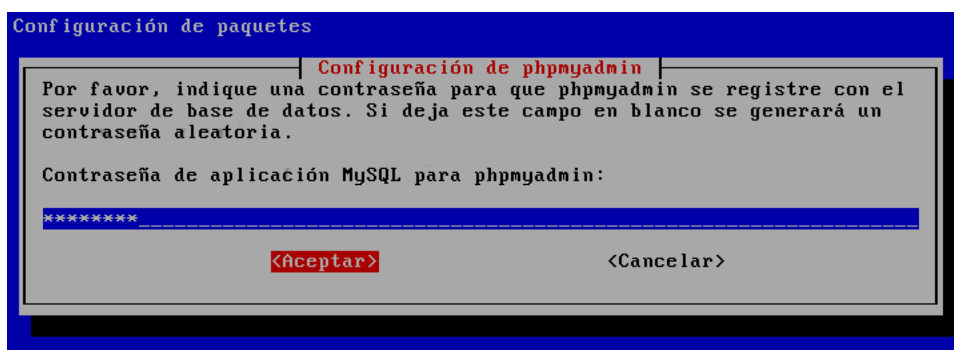 Configuración de paquetes
Configuración de phpmyadmin
Por favor, indique una contraseña para que phpmyadmin se registre con el
servidor de base de datos. Si deja este campo en blanco se generará un
contraseña aleatoria.
Contraseña de aplicación MySQL para phpmyadmin:
********
<Aceptar> <Cancelar>